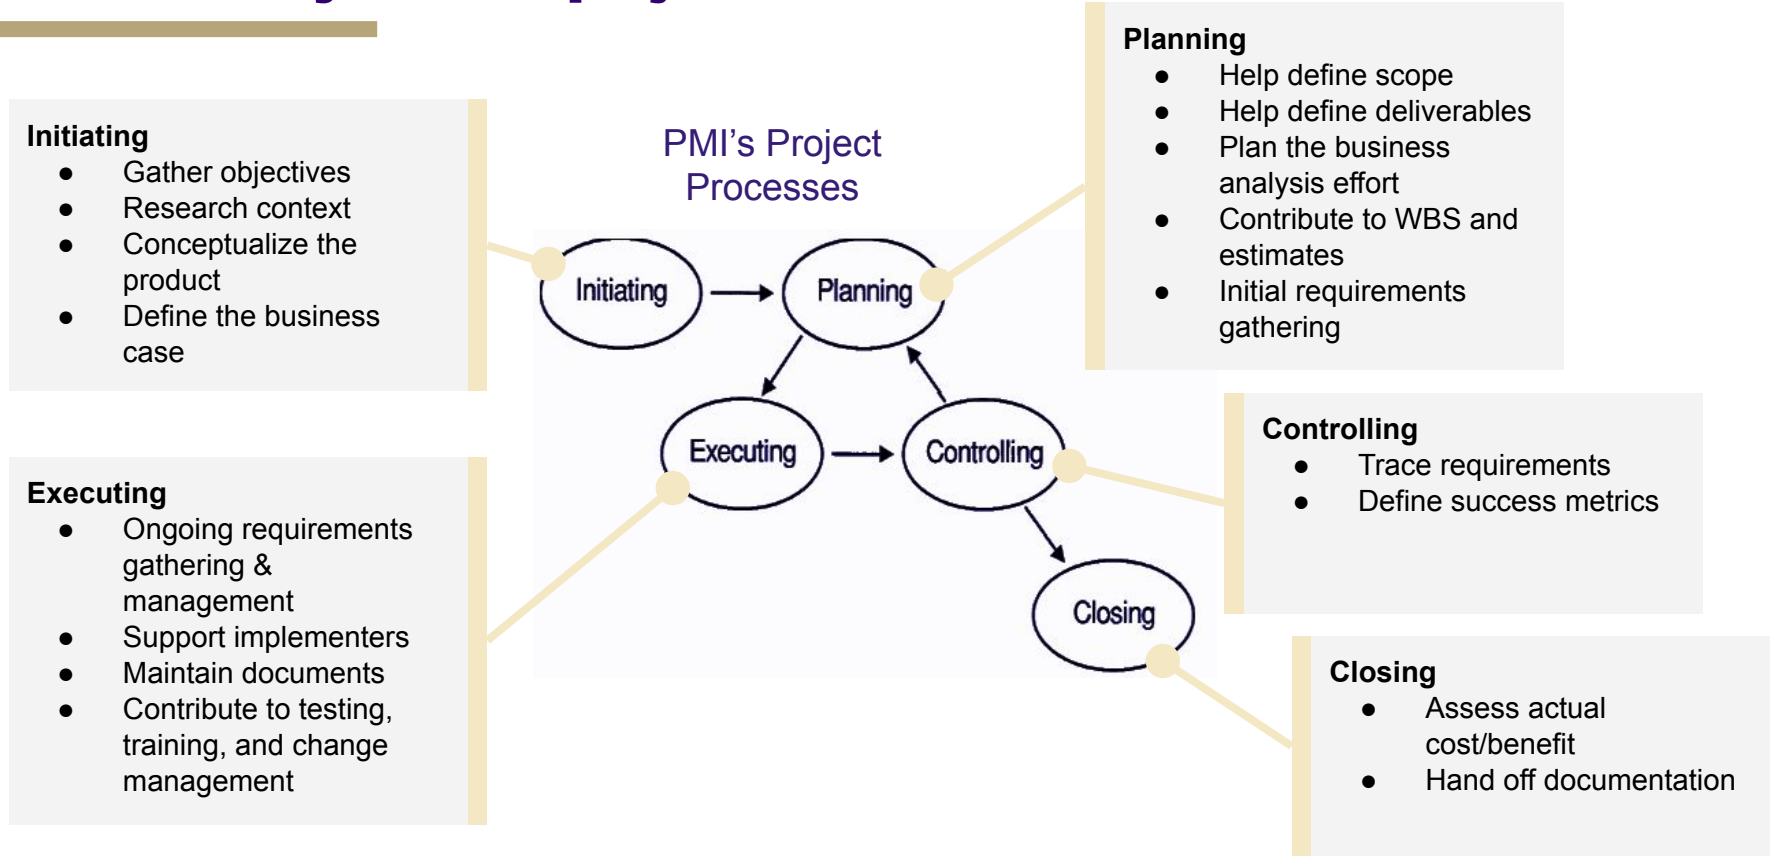 Initiating
● Gather objectives
● Research context
● Conceptualize the
product
● Define the business
case
PMI's Project
Processes
Planning
● Help define scope
● Help define deliverables
● Plan the business
analysis effort
● Contribute to WBS and
estimates
● Initial requirements
gathering
Initiating
Planning
Executing
Controlling
Closing
Executing
● Ongoing requirements
gathering &
management
● Support implementers
● Maintain documents
● Contribute to testing,
training, and change
management
Controlling
● Trace requirements
● Define success metrics
Closing
● Assess actual
cost/benefit
● Hand off documentation